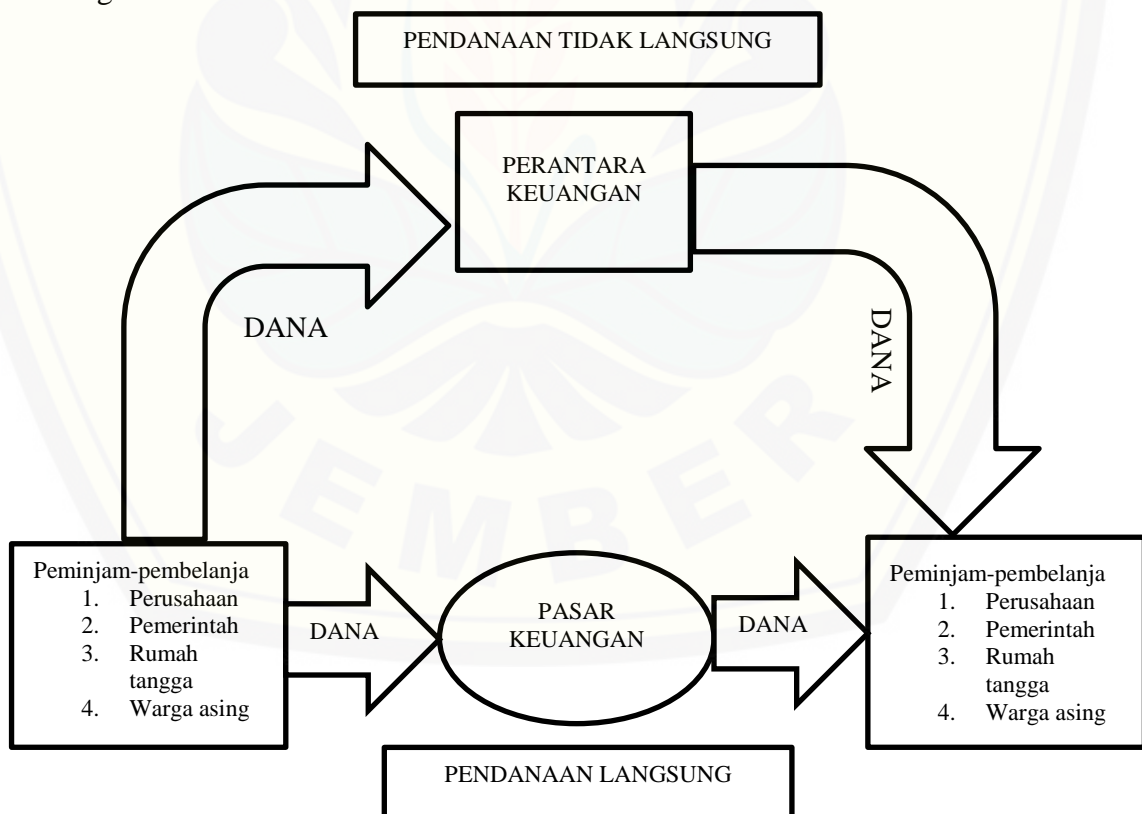 PENDANAAN TIDAK LANGSUNG
PERANTARA
KEUANGAN
DANA
DANA
JEMBER
Peminjam-pembelanja
1. Perusahaan
2. Pemerintah
3. Rumah
tangga
4. Warga asing
DANA
PASAR
KEUANGAN
DANA
Peminjam-pembelanja
1. Perusahaan
2. Pemerintah
3. Rumah
tangga
4. Warga asing
PENDANAAN LANGSUNG